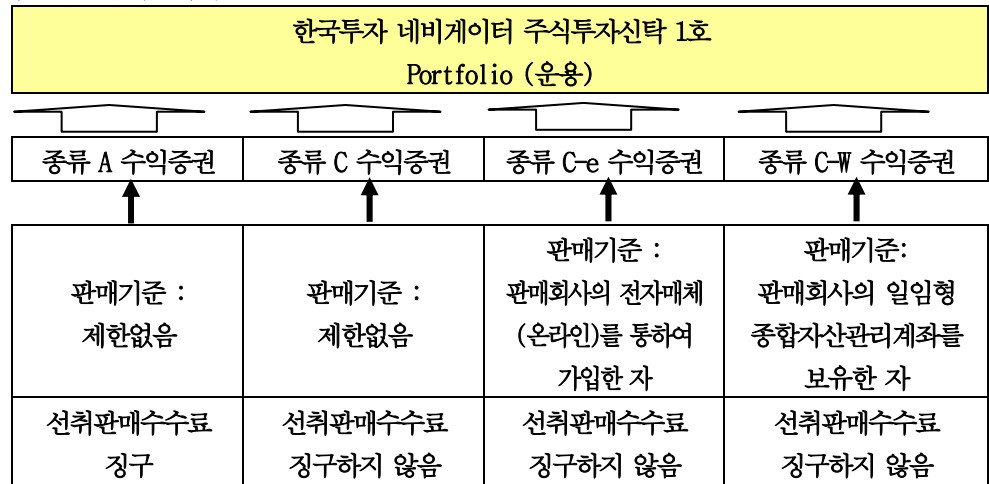 한국투자 네비게이터 주식투자신탁 1호
Portfolio (운용)
종류 A 수익증권
종류 C 수익증권
종류 C-e 수익증권
종류 C-W 수익증권
판매기준 :
제한없음
판매기준 :
제한없음
판매기준 :
판매회사의 전자매체
(온라인)를 통하여
가입한 자
판매기준:
판매회사의 일임형
종합자산관리계좌를
보유한 자
선취판매수수료
징구
선취판매수수료
징구하지 않음
선취판매수수료
징구하지 않음
선취판매수수료
징구하지 않음